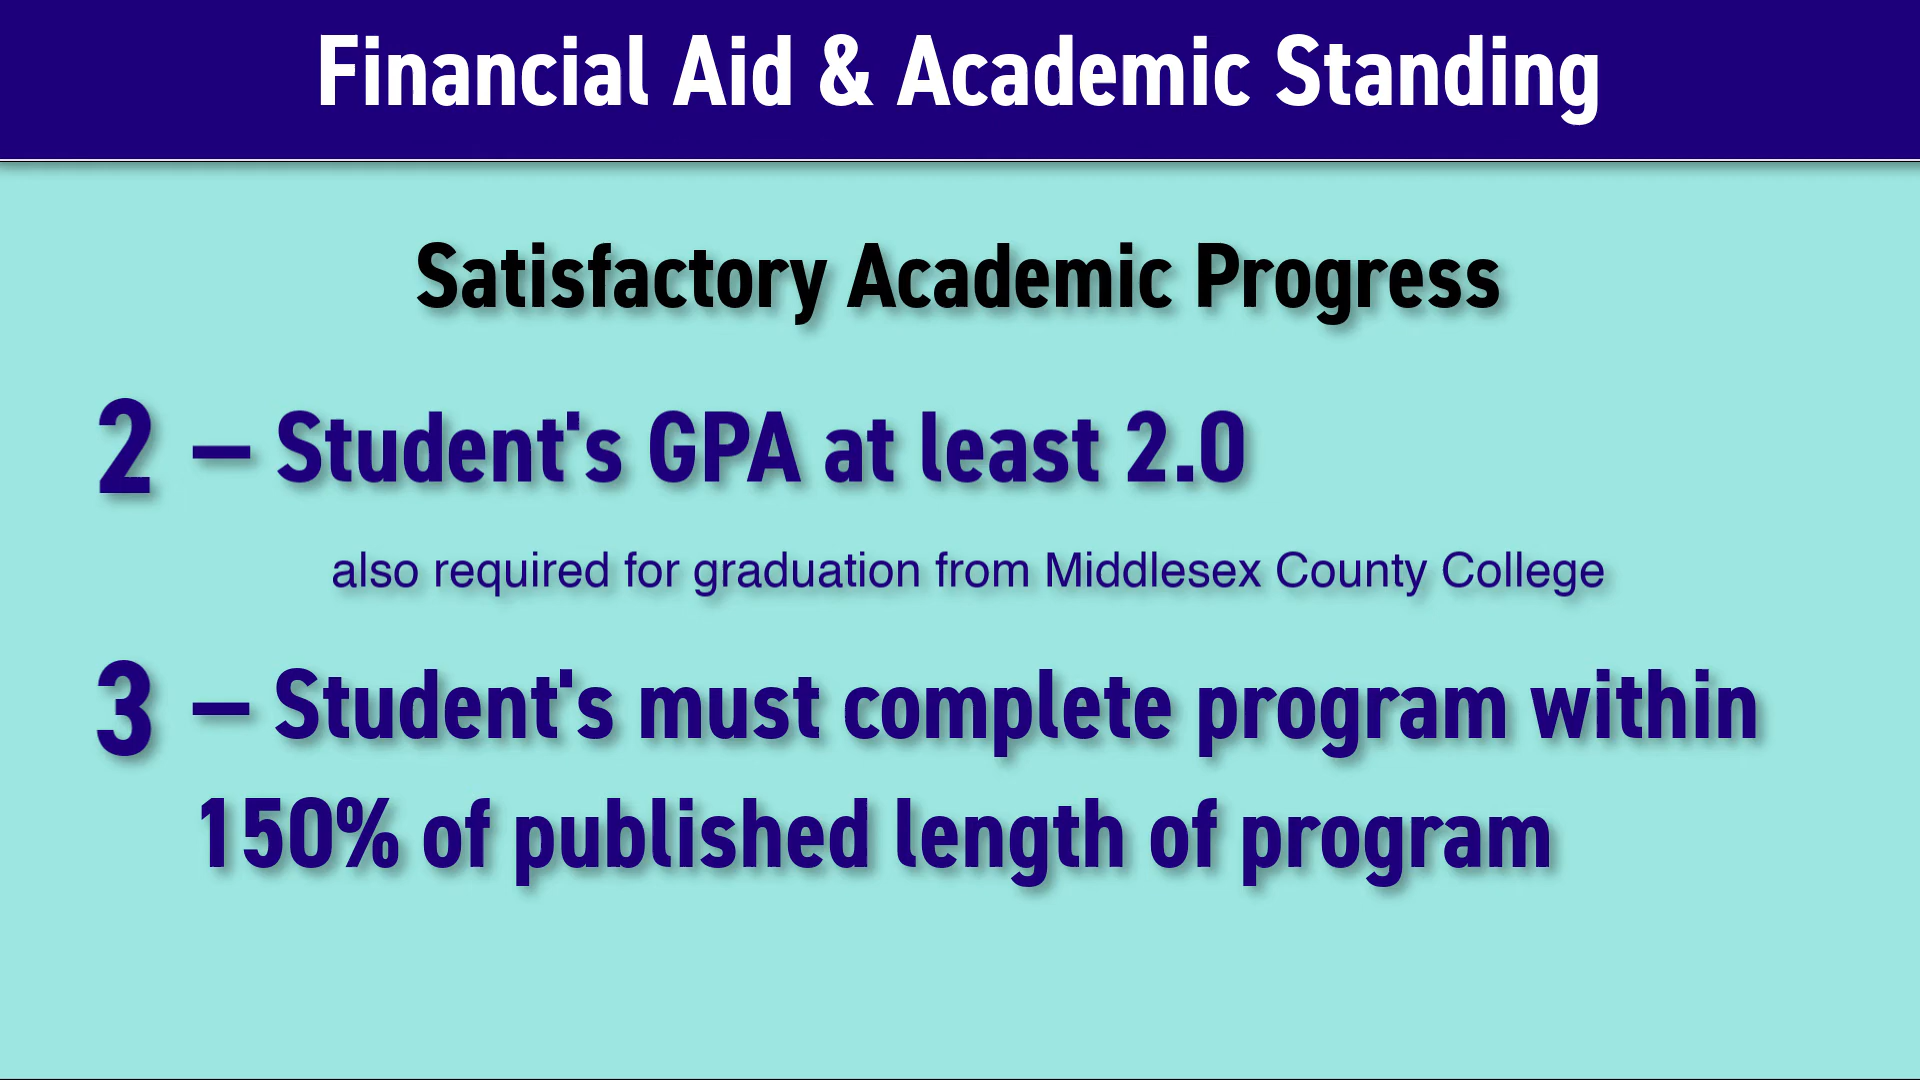 Financial Aid & Academic Standing
Satisfactory Academic Progress
2 – Student's GPA at least 2.0
also required for graduation from Middlesex County College
3 – Student's must complete program within
150% of published length of program